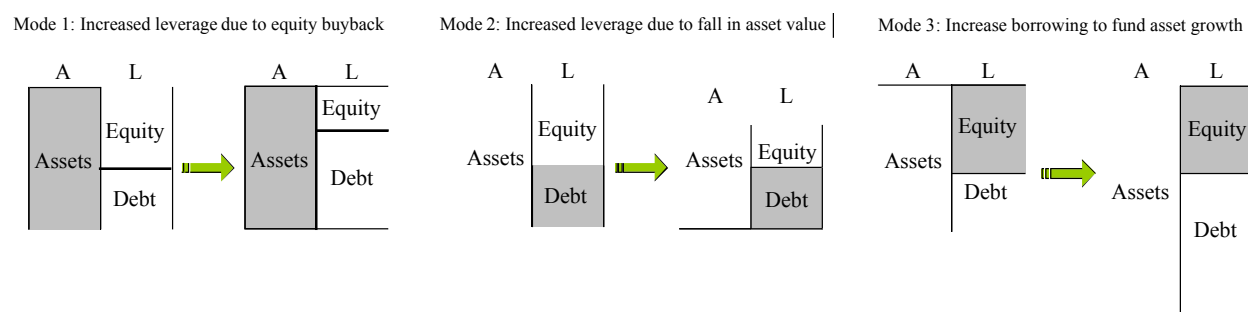 Mode 1: Increased leverage due to equity buyback
A L
Equity
Assets
Debt
A L
Equity
Assets
Debt
Mode 2: Increased leverage due to fall in asset value
A L
Equity
Assets
Debt
A L
Equity
Assets
Debt
Mode 3: Increase borrowing to fund asset growth
A L
Equity
Assets
Debt
A L
Equity
Assets
Debt